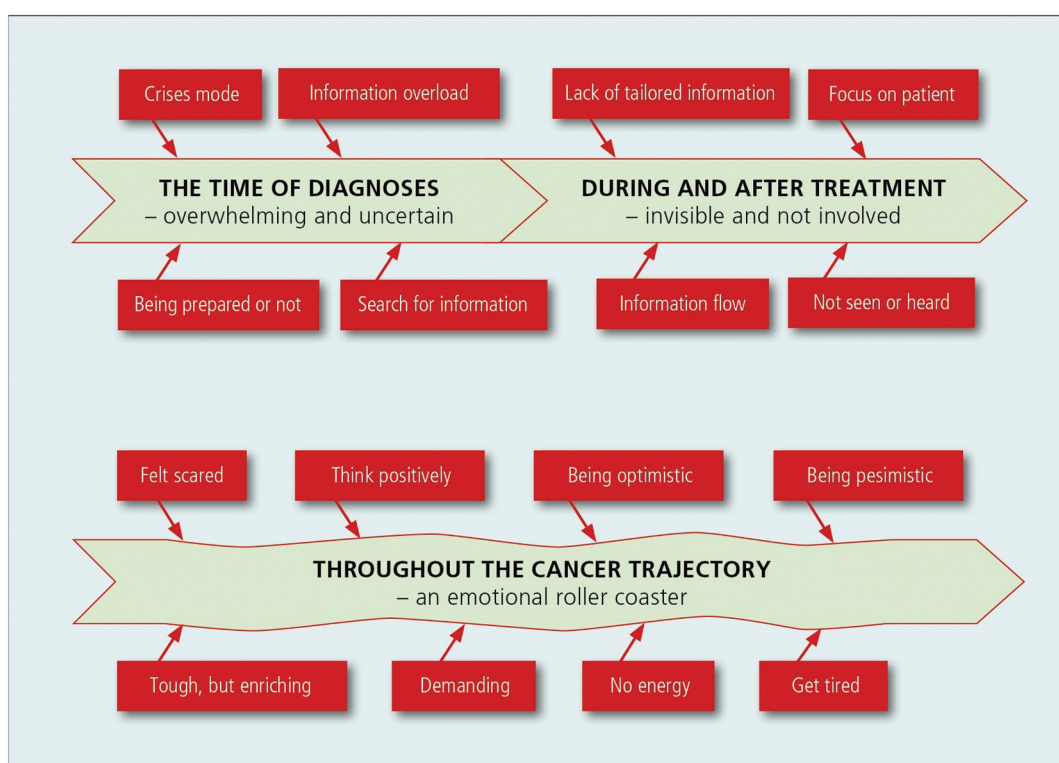 Crises mode
Information overload
Lack of tailored information
Focus on patient
THE TIME OF DIAGNOSES
– overwhelming and uncertain
DURING AND AFTER TREATMENT
– invisible and not involved
Being prepared or not
Search for information
Information flow
Not seen or heard
Felt scared
Think positively
Being optimistic
Being pesimistic
THROUGHOUT THE CANCER TRAJECTORY
– an emotional roller coaster
Tough, but enriching
Demanding
No energy
Get tired